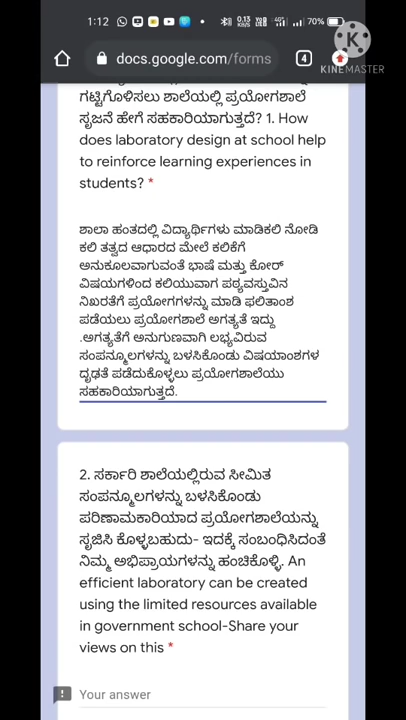 1:12
0.13 KB/S
4G
70%
KINEMASTER
docs.google.com/forms
4
ಗಟ್ಟಿಗೊಳಿಸಲು ಶಾಲೆಯಲ್ಲಿ ಪ್ರಯೋಗಶಾಲೆ
ಸೃಜನೆ ಹೇಗೆ ಸಹಕಾರಿಯಾಗುತ್ತದೆ? 1. How
does laboratory design at school help
to reinforce learning experiences in
students? *
ಶಾಲಾ ಹಂತದಲ್ಲಿ ವಿದ್ಯಾರ್ಥಿಗಳು ಮಾಡಿಕಲಿ ನೋಡಿ
ಕಲಿ ತತ್ವದ ಆಧಾರದ ಮೇಲೆ ಕಲಿಕೆಗೆ
ಅನುಕೂಲವಾಗುವಂತೆ ಭಾಷೆ ಮತ್ತು ಕೋರ್
ವಿಷಯಗಳಿಂದ ಕಲಿಯುವಾಗ ಪಠ್ಯವಸ್ತುವಿನ
ನಿಖರತೆಗೆ ಪ್ರಯೋಗಗಳನ್ನು ಮಾಡಿ ಫಲಿತಾಂಶ
ಪಡೆಯಲು ಪ್ರಯೋಗಶಾಲೆ ಅಗತ್ಯತೆ ಇದ್ದು
.ಅಗತ್ಯತೆಗೆ ಅನುಗುಣವಾಗಿ ಲಭ್ಯವಿರುವ
ಸಂಪನ್ಮೂಲಗಳನ್ನು ಬಳಸಿಕೊಂಡು ವಿಷಯಾಂಶಗಳ
ದೃಢತೆ ಪಡೆದುಕೊಳ್ಳಲು ಪ್ರಯೋಗಶಾಲೆಯು
ಸಹಕಾರಿಯಾಗುತ್ತದೆ.
2. ಸರ್ಕಾರಿ ಶಾಲೆಯಲ್ಲಿರುವ ಸೀಮಿತ
ಸಂಪನ್ಮೂಲಗಳನ್ನು ಬಳಸಿಕೊಂಡು
ಪರಿಣಾಮಕಾರಿಯಾದ ಪ್ರಯೋಗಶಾಲೆಯನ್ನು
ಸೃಜಿಸಿ ಕೊಳ್ಳಬಹುದು- ಇದಕ್ಕೆ ಸಂಬಂಧಿಸಿದಂತೆ
ನಿಮ್ಮ ಅಭಿಪ್ರಾಯಗಳನ್ನು ಹಂಚಿಕೊಳ್ಳಿ. An
efficient laboratory can be created
using the limited resources available
in government school-Share your
views on this *
Your answer